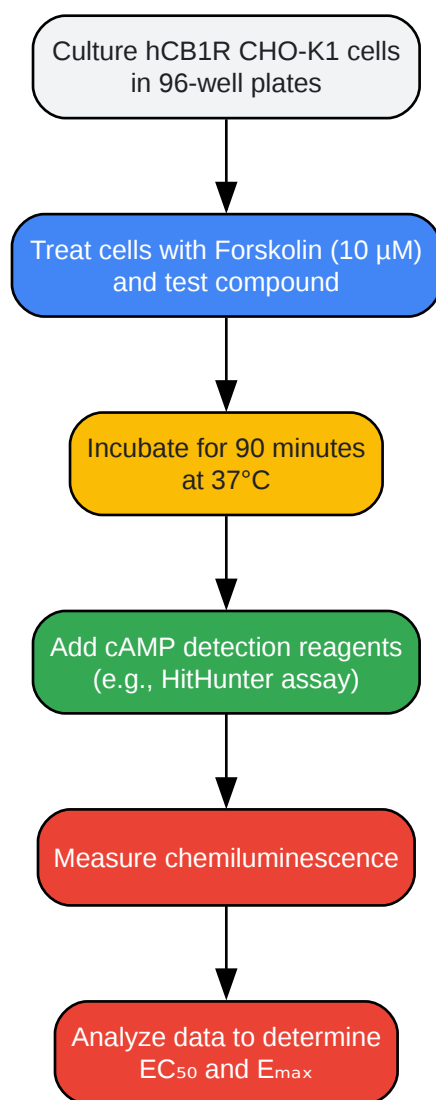 Culture hCB1R CHO-K1 cells
in 96-well plates
Treat cells with Forskolin (10 µM)
and test compound
Incubate for 90 minutes
at 37°C
Add cAMP detection reagents
(e.g., HitHunter assay)
Measure chemiluminescence
Analyze data to determine
EC₅₀ and Eₘₐₓ